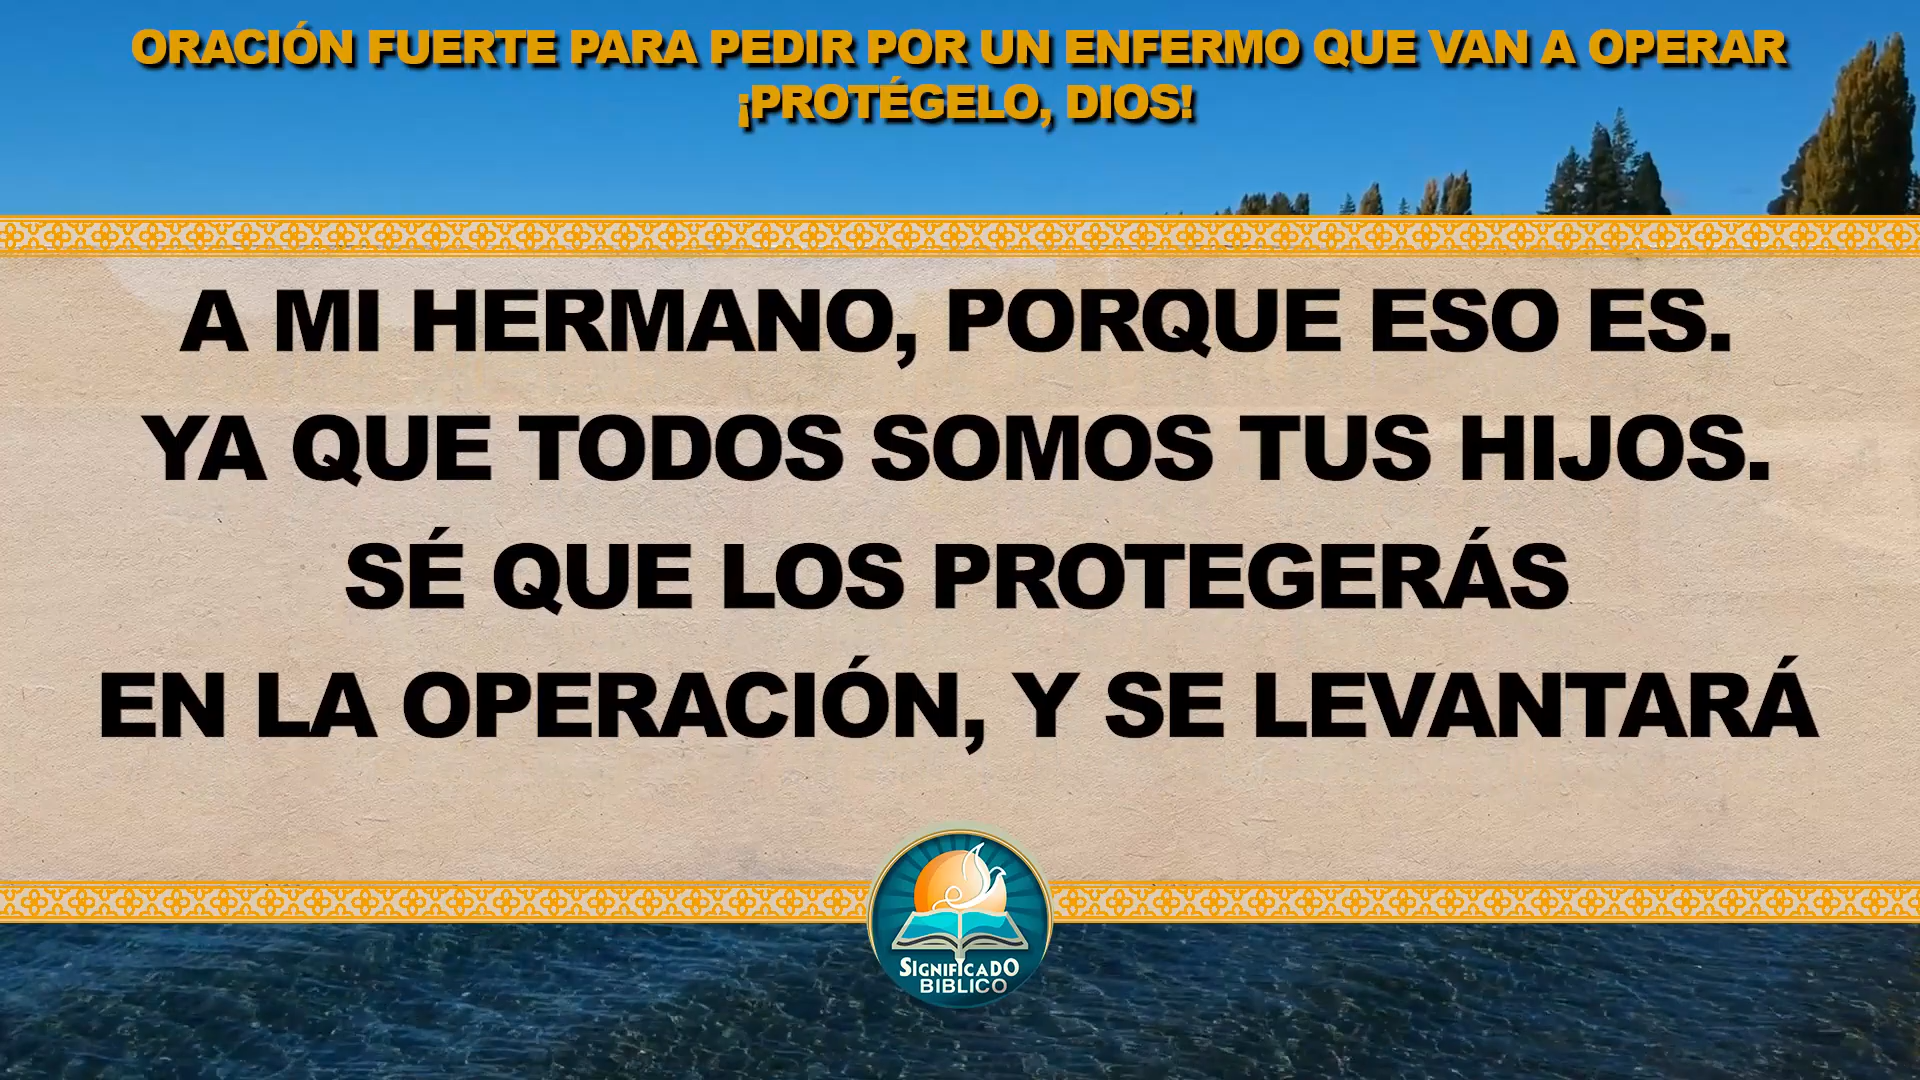 ORACIÓN FUERTE PARA PEDIR POR UN ENFERMO QUE VAN A OPERAR
¡PROTÉGELO, DIOS!
A MI HERMANO, PORQUE ESO ES.
YA QUE TODOS SOMOS TUS HIJOS.
SÉ QUE LOS PROTEGERÁS
EN LA OPERACIÓN, Y SE LEVANTARÁ
SIGNIFICADO
BIBLICO